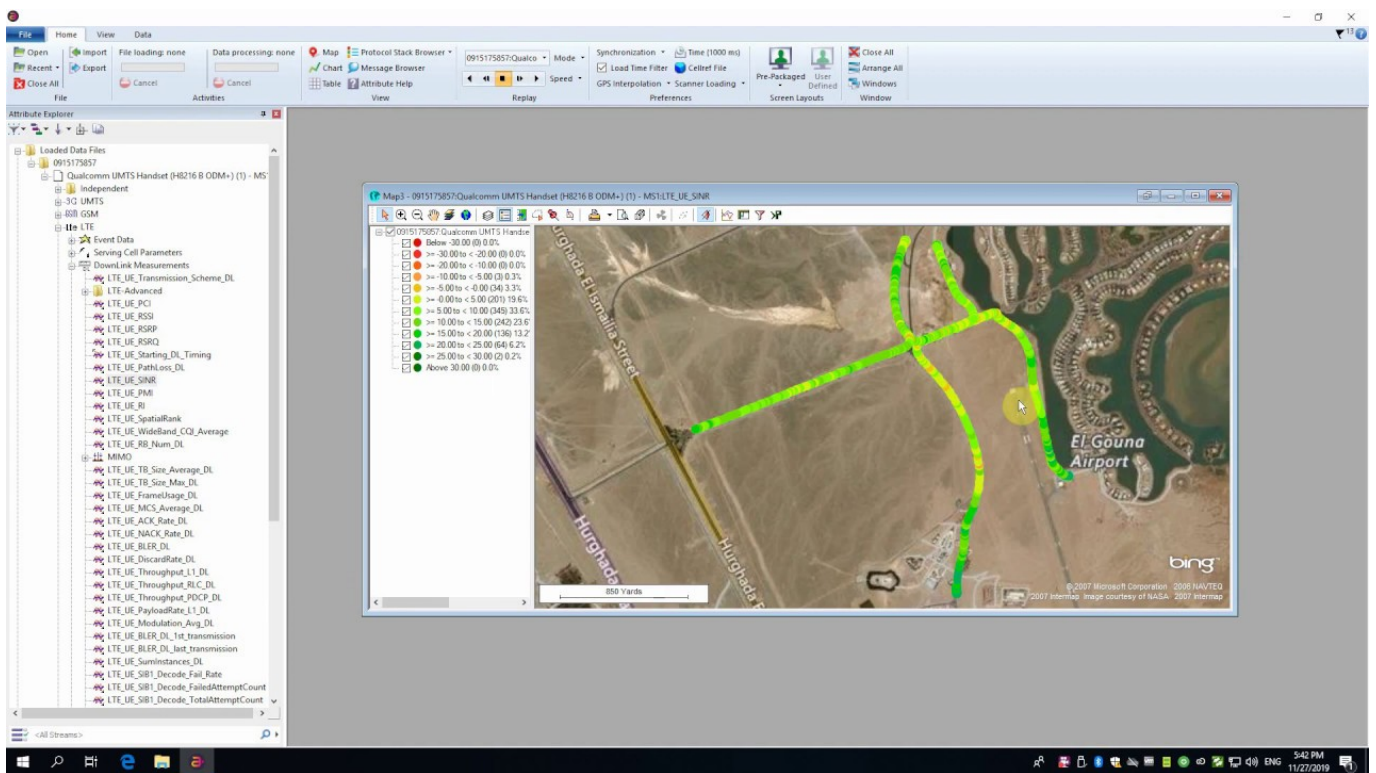 File Home View Data
13
Open Import File loading: none Data processing: none Map Protocol Stack Browser 0915175857:Qualco Mode Synchronization Time (1000 ms) Close All
Recent Export Chart Message Browser Load Time Filter Cellref File Pre-Packaged User Defined Arrange All
Close All Cancel Cancel Table Attribute Help Speed GPS Interpolation Scanner Loading Windows
File Activities View Replay Preferences Screen Layouts Window
Attribute Explorer
Loaded Data Files
0915175857
Qualcomm UMTS Handset (H8216 B ODM+) (1) - MS
Independent
3G UMTS
GSM
lte LTE
Event Data
Serving Cell Parameters
DownLink Measurements
LTE_UE_Transmission_Scheme_DL
LTE-Advanced
LTE_UE_PCI
LTE_UE_RSSI
LTE_UE_RSRP
LTE_UE_RSRQ
LTE_UE_Starting_DL_Timing
LTE_UE_PathLoss_DL
LTE_UE_SINR
LTE_UE_PMI
LTE_UE_RI
LTE_UE_SpatialRank
LTE_UE_WideBand_CQI_Average
LTE_UE_RB_Num_DL
MIMO
LTE_UE_TB_Size_Average_DL
LTE_UE_TB_Size_Max_DL
LTE_UE_FrameUsage_DL
LTE_UE_MCS_Average_DL
LTE_UE_ACK_Rate_DL
LTE_UE_NACK_Rate_DL
LTE_UE_BLER_DL
LTE_UE_DiscardRate_DL
LTE_UE_Throughput_L1_DL
LTE_UE_Throughput_RLC_DL
LTE_UE_Throughput_PDCP_DL
LTE_UE_PayloadRate_L1_DL
LTE_UE_Modulation_Avg_DL
LTE_UE_BLER_DL_1st_transmission
LTE_UE_BLER_DL_last_transmission
LTE_UE_SumInstances_DL
LTE_UE_SIB1_Decode_Fail_Rate
LTE_UE_SIB1_Decode_FailedAttemptCount
LTE_UE_SIB1_Decode_TotalAttemptCount
<All Streams>
Map3 - 0915175857:Qualcomm UMTS Handset (H8216 B ODM+) (1) - MS1:LTE_UE_SINR
0915175857:Qualcomm UMTS Handse
Below -30.00 (0) 0.0%
>= -30.00 to < -20.00 (0) 0.0%
>= -20.00 to < -10.00 (0) 0.0%
>= -10.00 to < -5.00 (3) 0.3%
>= -5.00 to < -0.00 (34) 3.3%
>= -0.00 to < 5.00 (201) 19.6%
>= 5.00 to < 10.00 (345) 33.6%
>= 10.00 to < 15.00 (242) 23.6
>= 15.00 to < 20.00 (136) 13.2
>= 20.00 to < 25.00 (64) 6.2%
>= 25.00 to < 30.00 (2) 0.2%
Above 30.00 (0) 0.0%
Hurghada El Ismailia Street
El Gouna
Airport
Hurghada
Hurghada E
850 Yards
bing
© 2007 Microsoft Corporation 2006 NAVTEQ
2007 Intermap Image courtesy of NASA 2007 Intermap
ENG
5:42 PM
11/27/2019